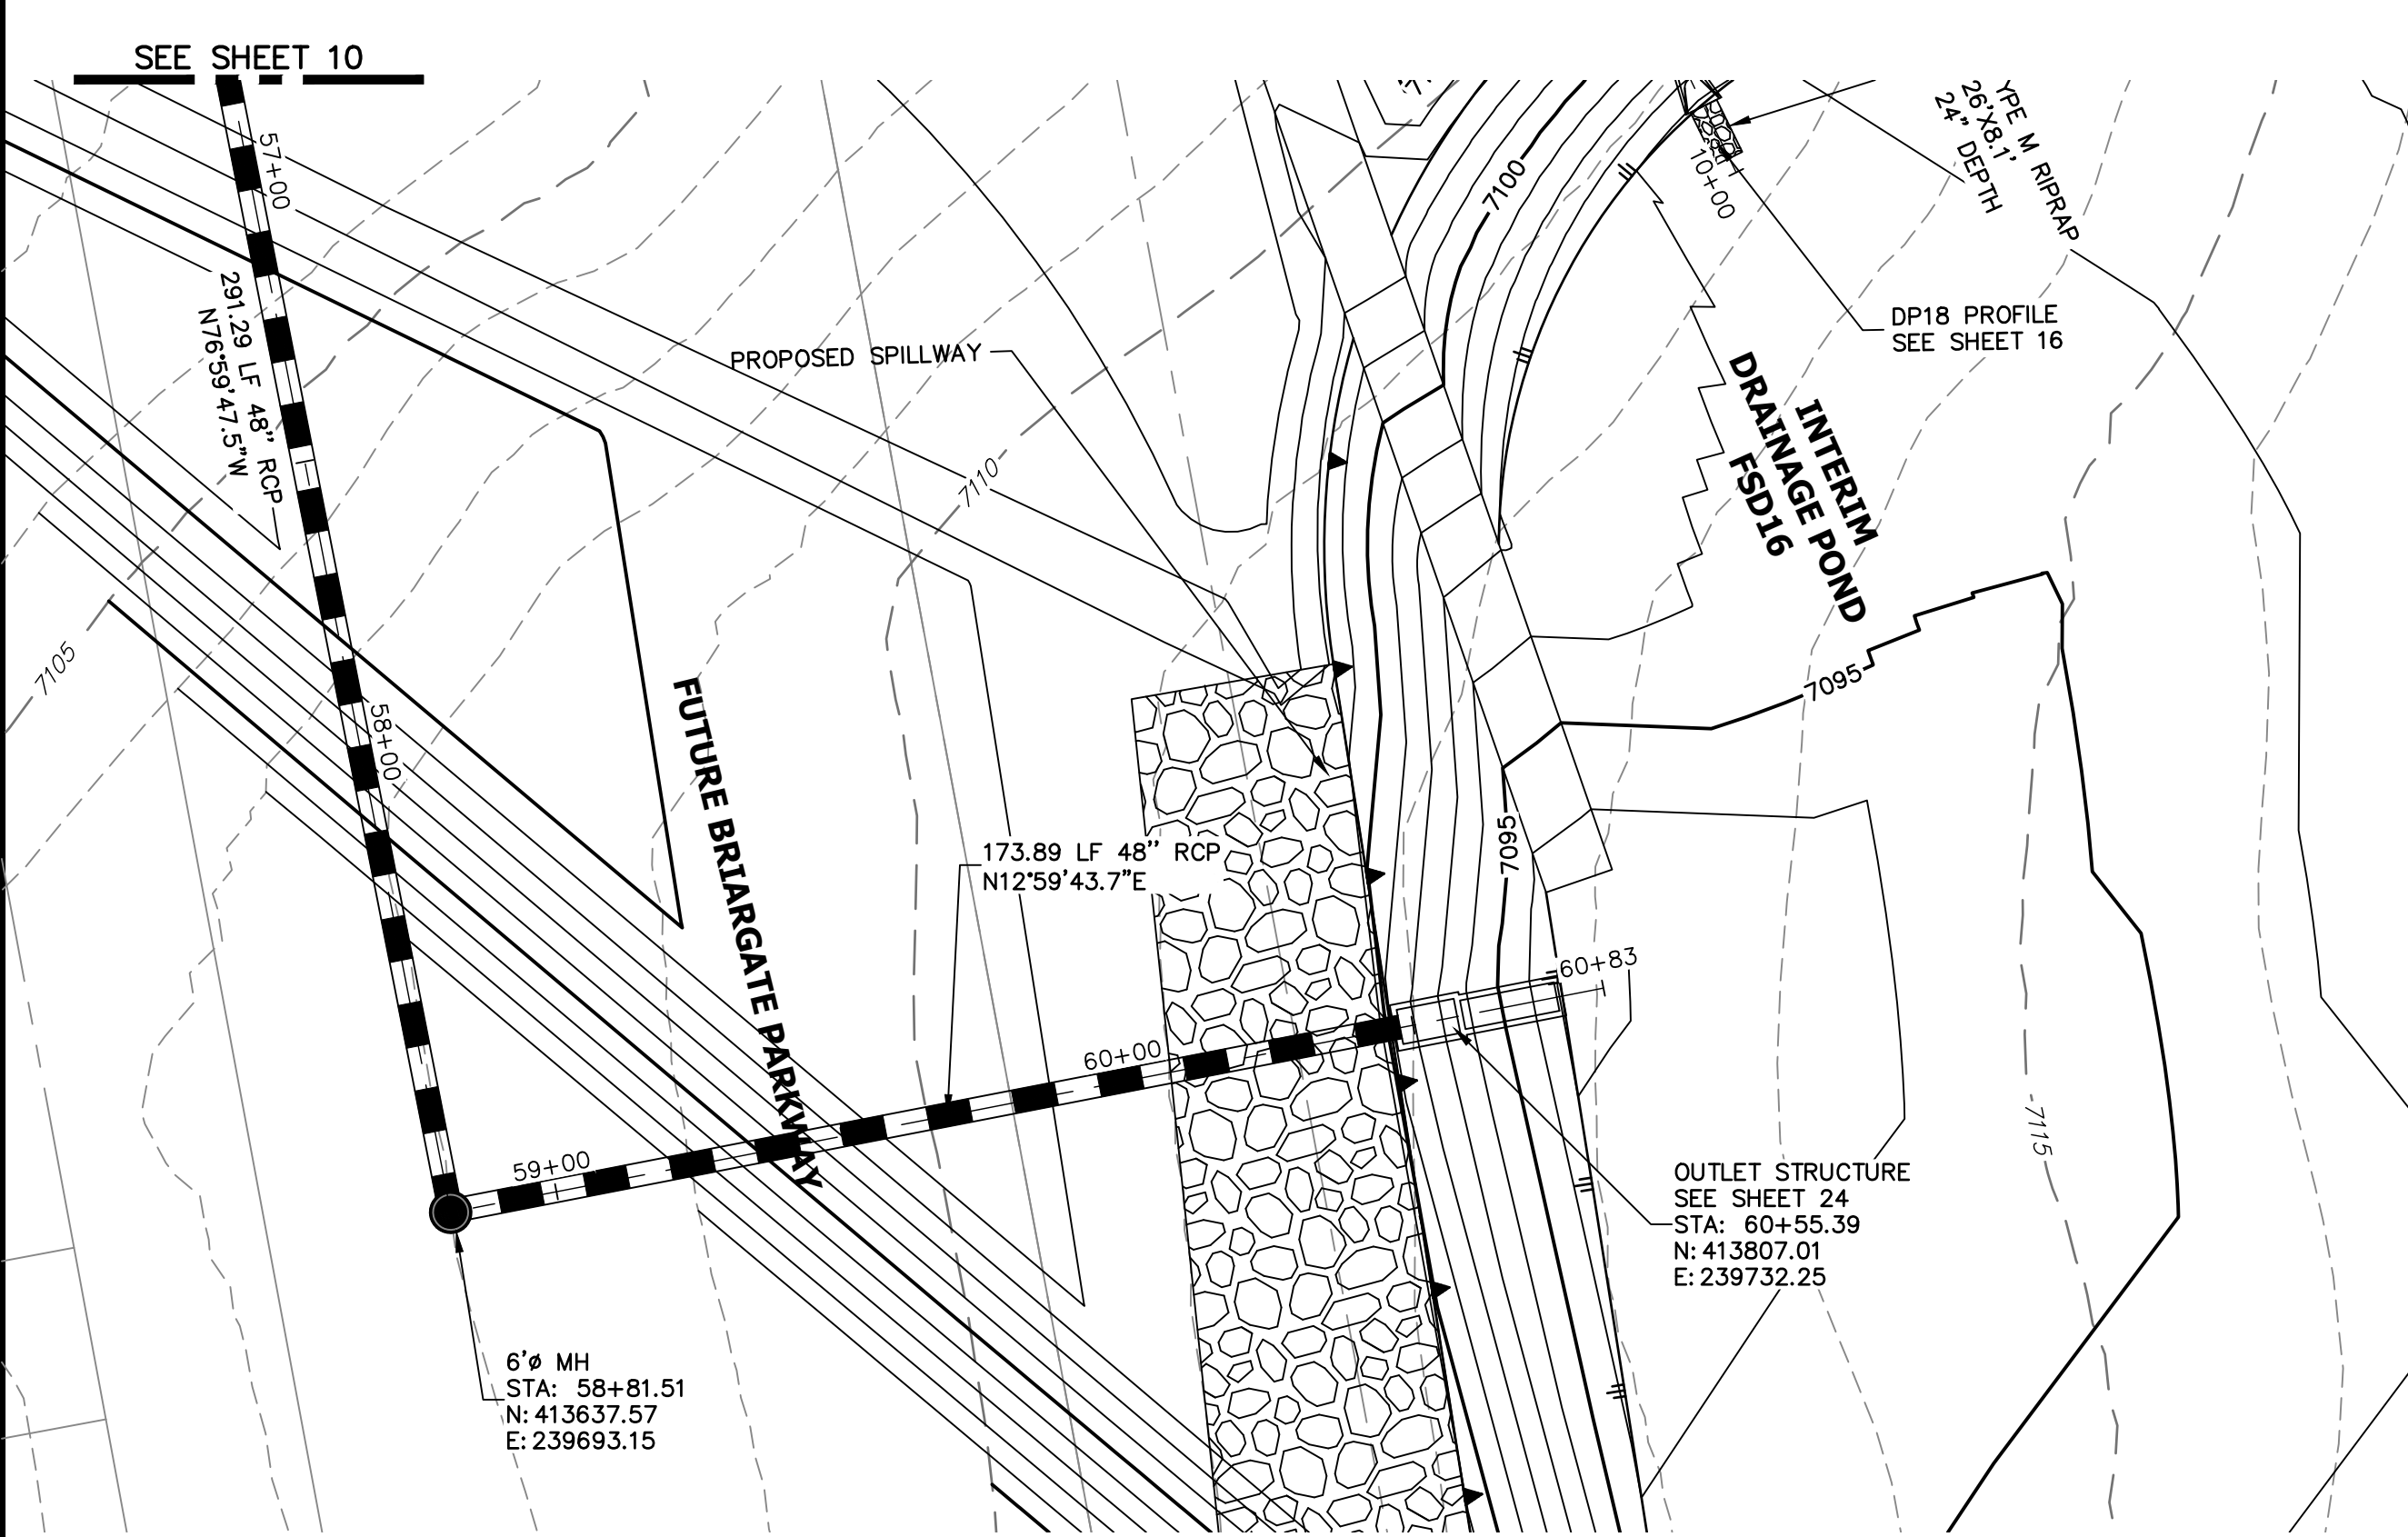 SEE SHEET 10
57+00
291.29 LF 48" RCP
N76°59'47.5"W
7100
10+00
YPE M RIPRAP
26'X8.1'
24" DEPTH
DP18 PROFILE
SEE SHEET 16
PROPOSED SPILLWAY
INTERIM
DRAINAGE POND
FSD16
7110
7105
7095
58+00
FUTURE BRIARGATE PARKWAY
173.89 LF 48'' RCP
N12°59'43.7"E
7095
60+83
60+00
59+00
7115
OUTLET STRUCTURE
SEE SHEET 24
STA: 60+55.39
N: 413807.01
E: 239732.25
6'ø MH
STA: 58+81.51
N: 413637.57
E: 239693.15